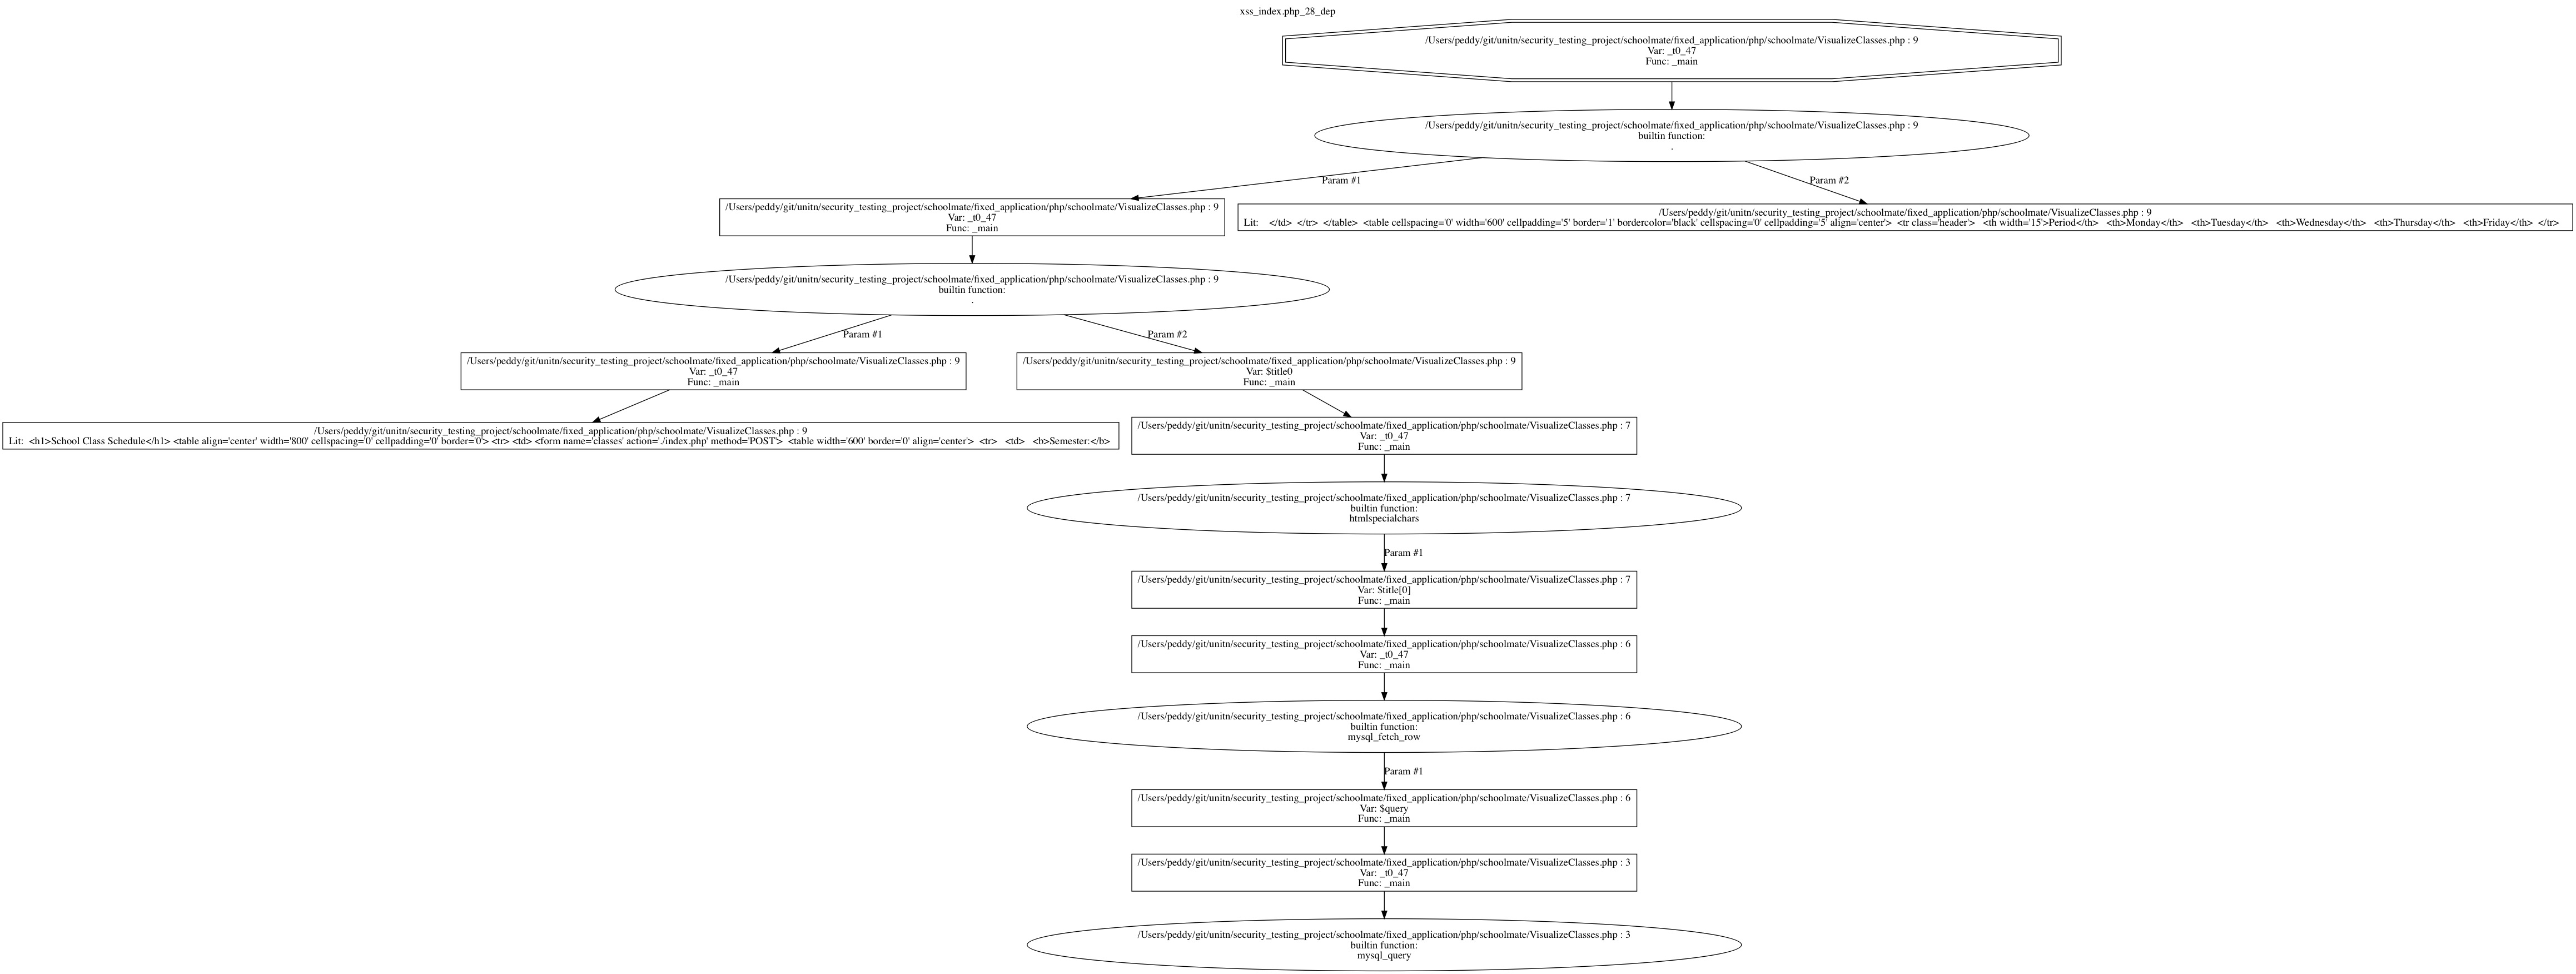 xss_index.php_28_dep
/Users/peddy/git/unitn/security_testing_project/schoolmate/fixed_application/php/schoolmate/VisualizeClasses.php : 9
Var: _t0_47
Func: _main
/Users/peddy/git/unitn/security_testing_project/schoolmate/fixed_application/php/schoolmate/VisualizeClasses.php : 9
builtin function:
.
Param #1
Param #2
/Users/peddy/git/unitn/security_testing_project/schoolmate/fixed_application/php/schoolmate/VisualizeClasses.php : 9
Var: _t0_47
Func: _main
/Users/peddy/git/unitn/security_testing_project/schoolmate/fixed_application/php/schoolmate/VisualizeClasses.php : 9
Lit: </td> </tr> </table> <table cellspacing='0' width='600' cellpadding='5' border='1' bordercolor='black' cellspacing='0' cellpadding='5' align='center'> <tr class='header'> <th width='15'>Period</th> <th>Monday</th> <th>Tuesday</th> <th>Wednesday</th> <th>Thursday</th> <th>Friday</th> </tr>
/Users/peddy/git/unitn/security_testing_project/schoolmate/fixed_application/php/schoolmate/VisualizeClasses.php : 9
builtin function:
.
Param #1
Param #2
/Users/peddy/git/unitn/security_testing_project/schoolmate/fixed_application/php/schoolmate/VisualizeClasses.php : 9
Var: _t0_47
Func: _main
/Users/peddy/git/unitn/security_testing_project/schoolmate/fixed_application/php/schoolmate/VisualizeClasses.php : 9
Var: $title0
Func: _main
/Users/peddy/git/unitn/security_testing_project/schoolmate/fixed_application/php/schoolmate/VisualizeClasses.php : 9
Lit: <h1>School Class Schedule</h1> <table align='center' width='800' cellspacing='0' cellpadding='0' border='0'> <tr> <td> <form name='classes' action='./index.php' method='POST'> <table width='600' border='0' align='center'> <tr> <td> <b>Semester:</b>
/Users/peddy/git/unitn/security_testing_project/schoolmate/fixed_application/php/schoolmate/VisualizeClasses.php : 7
Var: _t0_47
Func: _main
/Users/peddy/git/unitn/security_testing_project/schoolmate/fixed_application/php/schoolmate/VisualizeClasses.php : 7
builtin function:
htmlspecialchars
Param #1
/Users/peddy/git/unitn/security_testing_project/schoolmate/fixed_application/php/schoolmate/VisualizeClasses.php : 7
Var: $title[0]
Func: _main
/Users/peddy/git/unitn/security_testing_project/schoolmate/fixed_application/php/schoolmate/VisualizeClasses.php : 6
Var: _t0_47
Func: _main
/Users/peddy/git/unitn/security_testing_project/schoolmate/fixed_application/php/schoolmate/VisualizeClasses.php : 6
builtin function:
mysql_fetch_row
Param #1
/Users/peddy/git/unitn/security_testing_project/schoolmate/fixed_application/php/schoolmate/VisualizeClasses.php : 6
Var: $query
Func: _main
/Users/peddy/git/unitn/security_testing_project/schoolmate/fixed_application/php/schoolmate/VisualizeClasses.php : 3
Var: _t0_47
Func: _main
/Users/peddy/git/unitn/security_testing_project/schoolmate/fixed_application/php/schoolmate/VisualizeClasses.php : 3
builtin function:
mysql_query